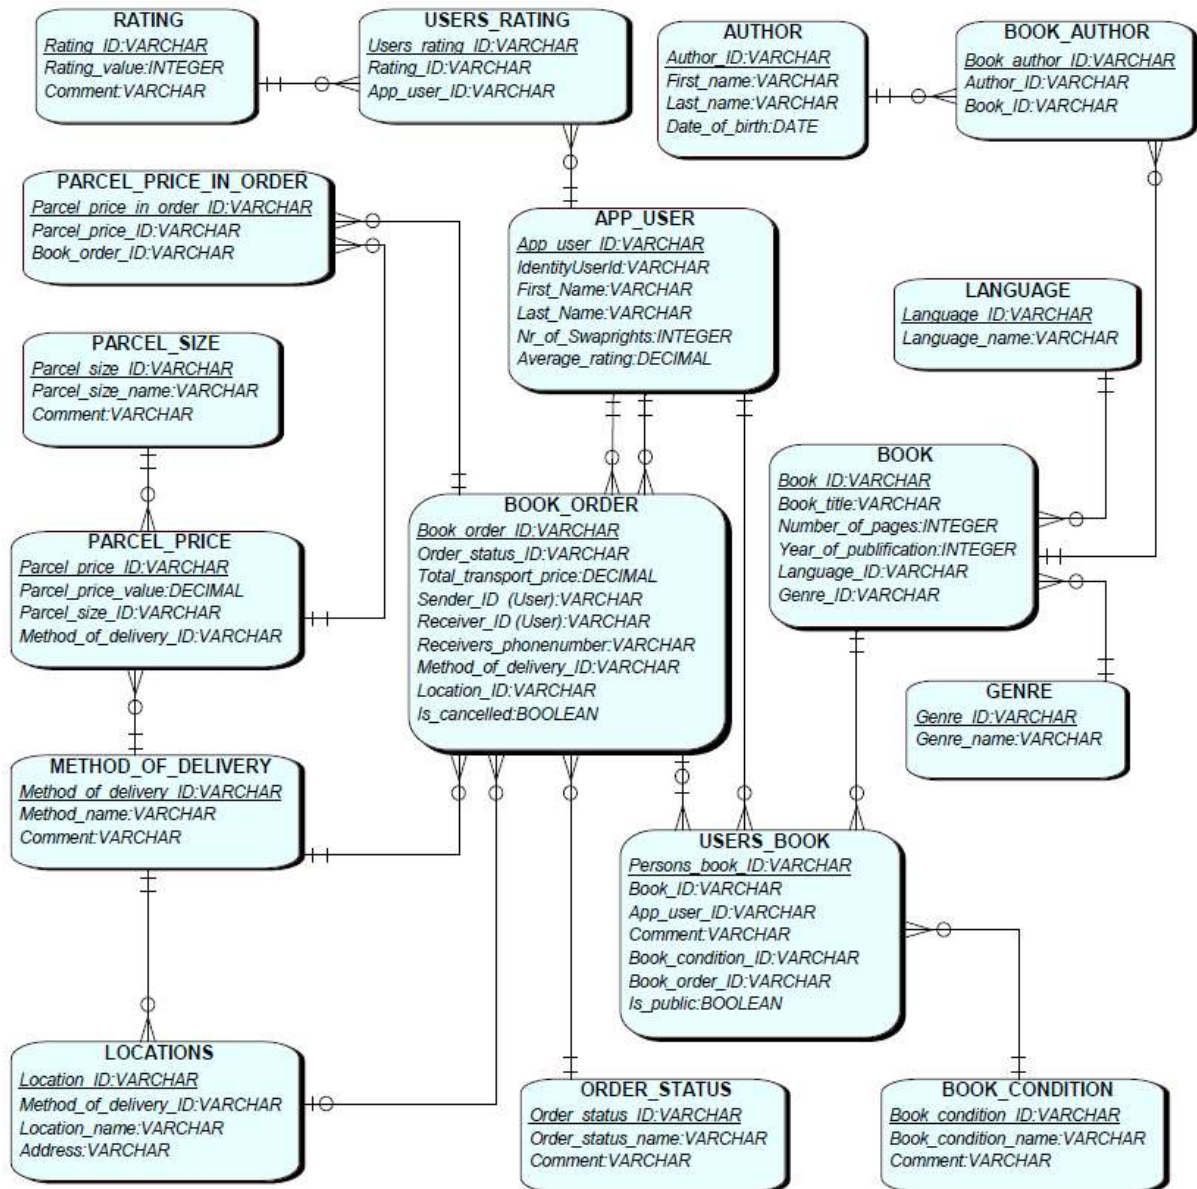 RATING
Rating_ID:VARCHAR
Rating_value:INTEGER
Comment:VARCHAR
USERS_RATING
Users_rating_ID:VARCHAR
Rating_ID:VARCHAR
App_user_ID:VARCHAR
AUTHOR
Author_ID:VARCHAR
First_name:VARCHAR
Last_name:VARCHAR
Date_of_birth:DATE
BOOK_AUTHOR
Book_author_ID:VARCHAR
Author_ID:VARCHAR
Book_ID:VARCHAR
PARCEL_PRICE_IN_ORDER
Parcel_price_in_order_ID:VARCHAR
Parcel_price_ID:VARCHAR
Book_order_ID:VARCHAR
APP_USER
App_user_ID:VARCHAR
IdentityUserId:VARCHAR
First_Name:VARCHAR
Last_Name:VARCHAR
Nr_of_Swaprights:INTEGER
Average_rating:DECIMAL
LANGUAGE
Language_ID:VARCHAR
Language_name:VARCHAR
PARCEL_SIZE
Parcel_size_ID:VARCHAR
Parcel_size_name:VARCHAR
Comment:VARCHAR
BOOK
Book_ID:VARCHAR
Book_title:VARCHAR
Number_of_pages:INTEGER
Year_of_publification:INTEGER
Language_ID:VARCHAR
Genre_ID:VARCHAR
BOOK_ORDER
Book_order_ID:VARCHAR
Order_status_ID:VARCHAR
Total_transport_price:DECIMAL
Sender_ID (User):VARCHAR
Receiver_ID (User):VARCHAR
Receivers_phonenumber:VARCHAR
Method_of_delivery_ID:VARCHAR
Location_ID:VARCHAR
Is_cancelled:BOOLEAN
PARCEL_PRICE
Parcel_price_ID:VARCHAR
Parcel_price_value:DECIMAL
Parcel_size_ID:VARCHAR
Method_of_delivery_ID:VARCHAR
GENRE
Genre_ID:VARCHAR
Genre_name:VARCHAR
METHOD_OF_DELIVERY
Method_of_delivery_ID:VARCHAR
Method_name:VARCHAR
Comment:VARCHAR
USERS_BOOK
Persons_book_ID:VARCHAR
Book_ID:VARCHAR
App_user_ID:VARCHAR
Comment:VARCHAR
Book_condition_ID:VARCHAR
Book_order_ID:VARCHAR
Is_public:BOOLEAN
LOCATIONS
Location_ID:VARCHAR
Method_of_delivery_ID:VARCHAR
Location_name:VARCHAR
Address:VARCHAR
ORDER_STATUS
Order_status_ID:VARCHAR
Order_status_name:VARCHAR
Comment:VARCHAR
BOOK_CONDITION
Book_condition_ID:VARCHAR
Book_condition_name:VARCHAR
Comment:VARCHAR